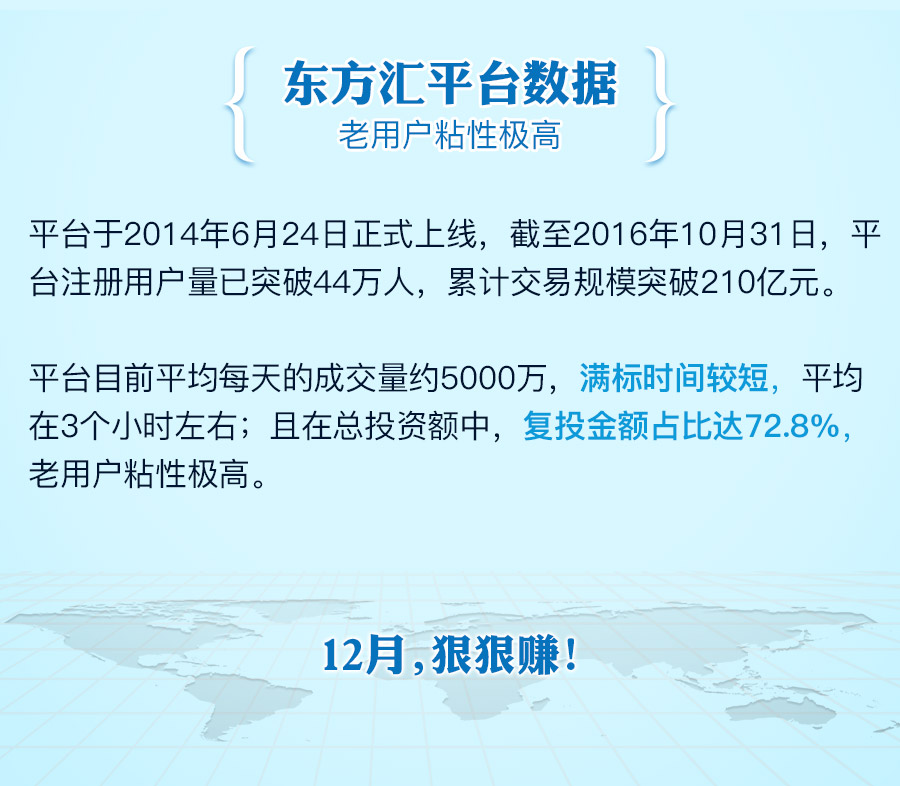 东方汇平台数据
老用户粘性极高
平台于2014年6月24日正式上线，截至2016年10月31日，平
台注册用户量已突破44万人，累计交易规模突破210亿元。
平台目前平均每天的成交量约5000万，满标时间较短，平均
在3个小时左右；且在总投资额中，复投金额占比达72.8%，
老用户粘性极高。
12月，狠狠赚！